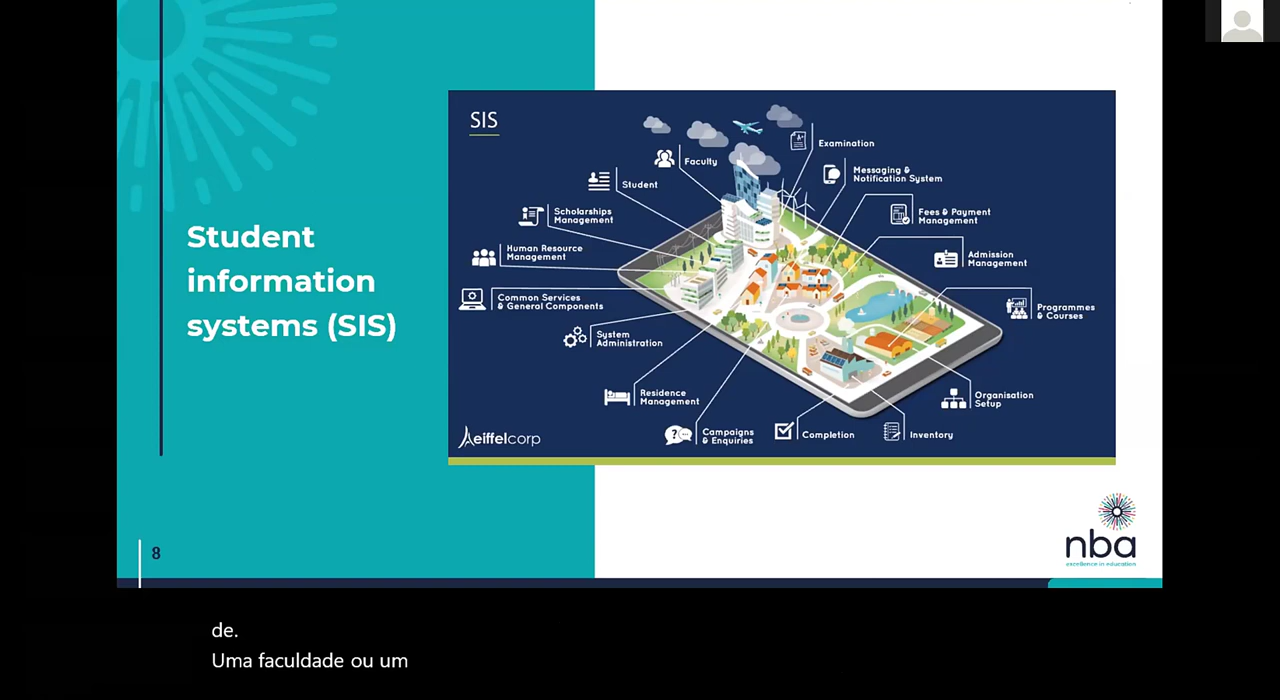 Student
information
systems (SIS)
8
SIS
Faculty
Student
Scholarships
Management
Human Resource
Management
Common Services
& General Components
System
Administration
Residence
Management
Campaigns
& Enquiries
Completion
Inventory
Organisation
Setup
Programmes
& Courses
Admission
Management
Fees & Payment
Management
Messaging &
Notification System
Examination
eiffelcorp
nba
excellence in education
de.
Uma faculdade ou um